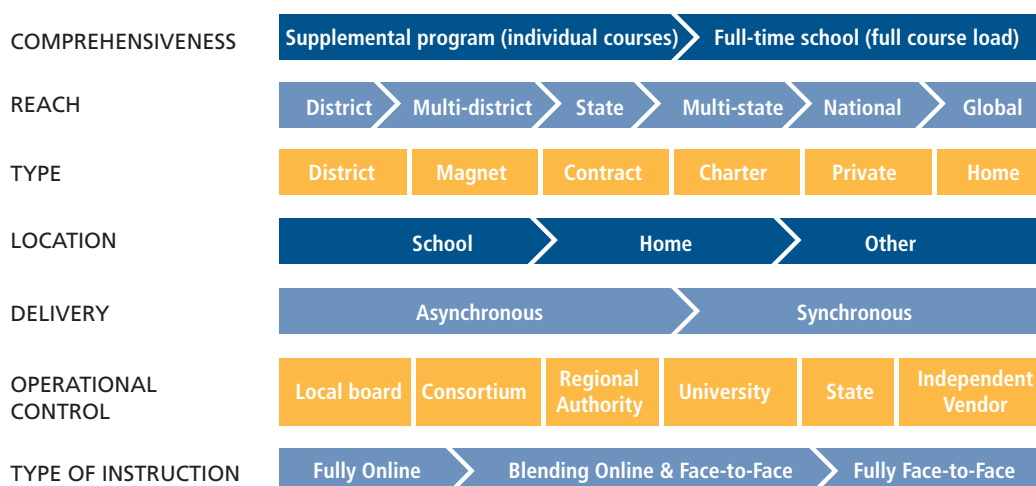 COMPREHENSIVENESS
Supplemental program (individual courses)
Full-time school (full course load)
REACH
District
Multi-district
State
Multi-state
National
Global
TYPE
District
Magnet
Contract
Charter
Private
Home
LOCATION
School
Home
Other
DELIVERY
Asynchronous
Synchronous
OPERATIONAL
CONTROL
Local board
Consortium
Regional
Authority
University
State
Independent
Vendor
TYPE OF INSTRUCTION
Fully Online
Blending Online & Face-to-Face
Fully Face-to-Face